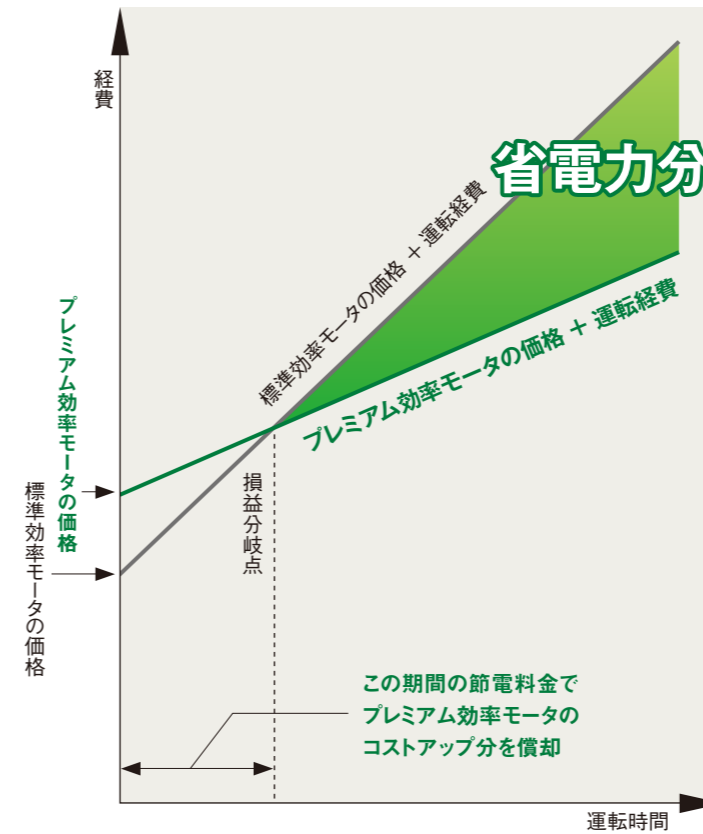 経費
省電力分
標準効率モータの価格 + 運転経費
プレミアム効率モータの価格 + 運転経費
プレミアム効率モータの価格
標準効率モータの価格
損益分岐点
この期間の節電料金で
プレミアム効率モータの
コストアップ分を償却
運転時間